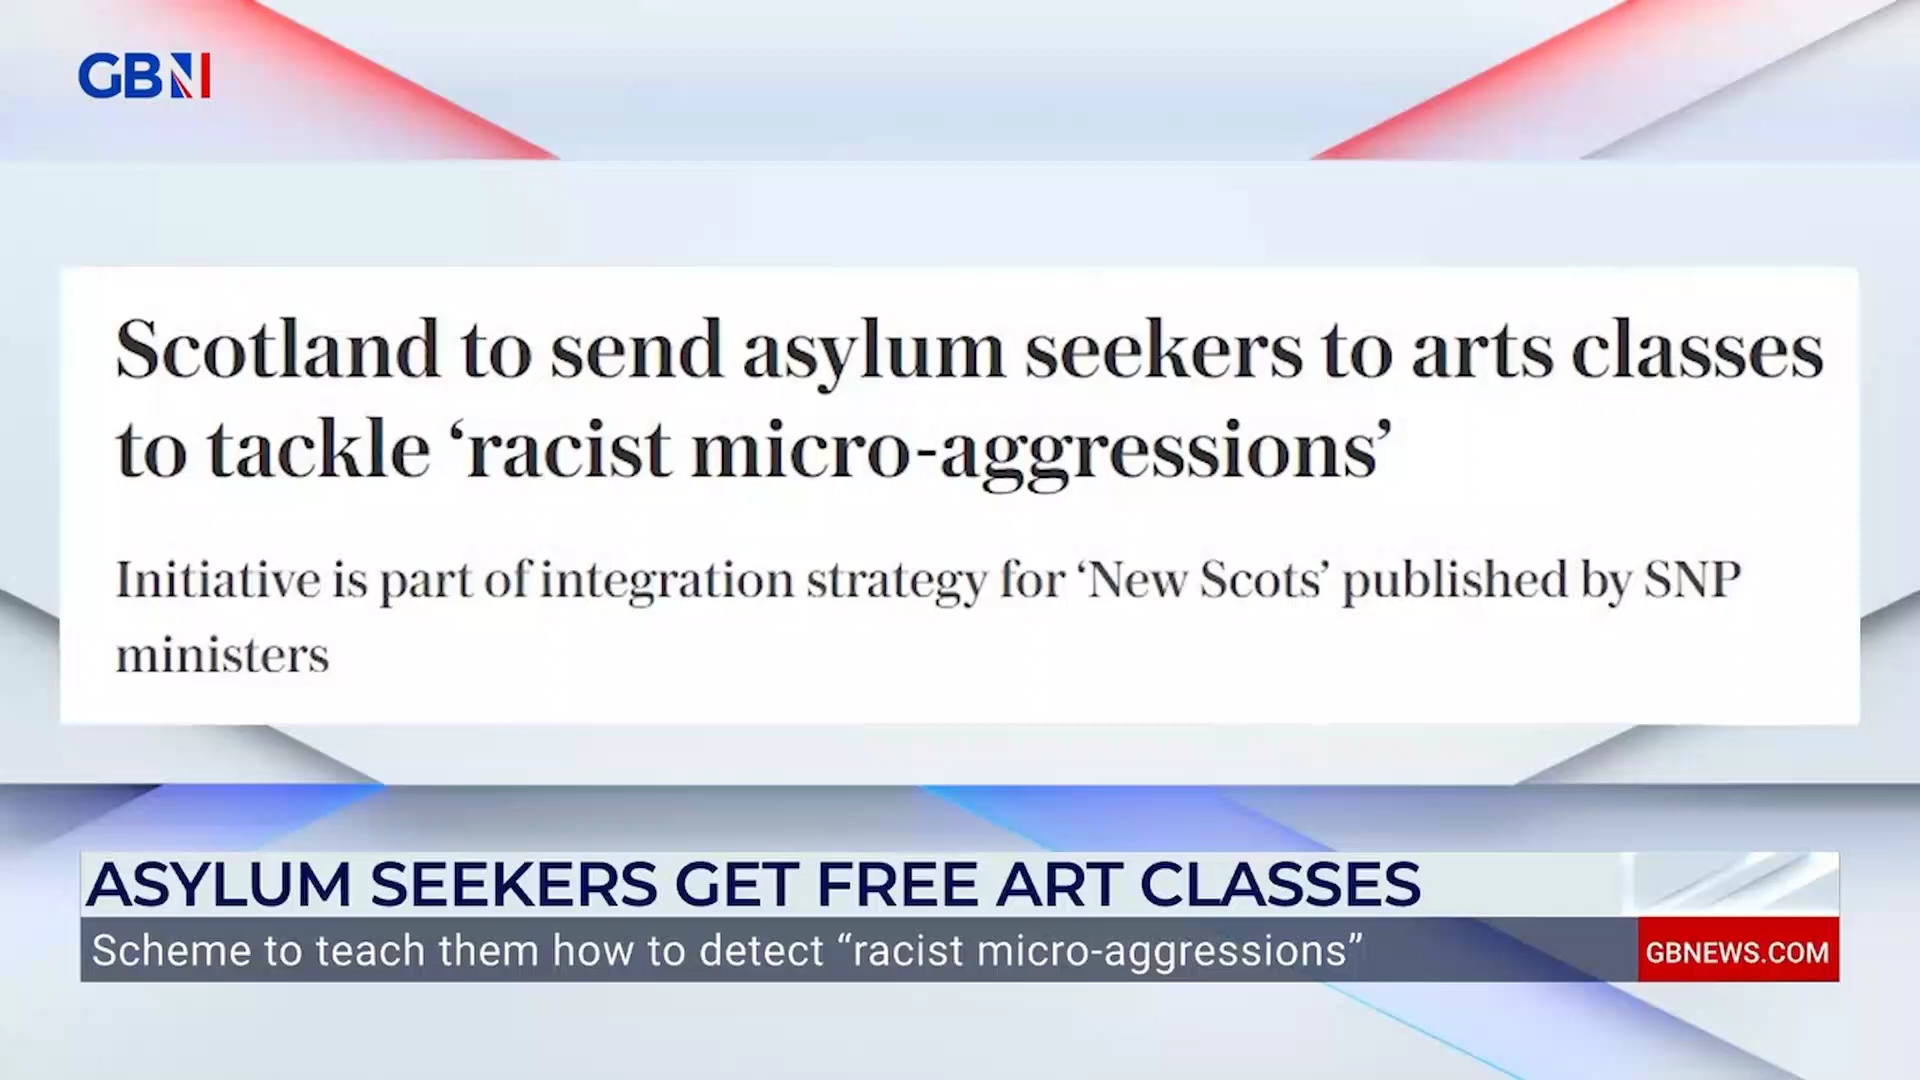 GBN
Scotland to send asylum seekers to arts classes
to tackle ‘racist micro-aggressions’
Initiative is part of integration strategy for ‘New Scots’ published by SNP
ministers
ASYLUM SEEKERS GET FREE ART CLASSES
Scheme to teach them how to detect “racist micro-aggressions”
GBNEWS.COM